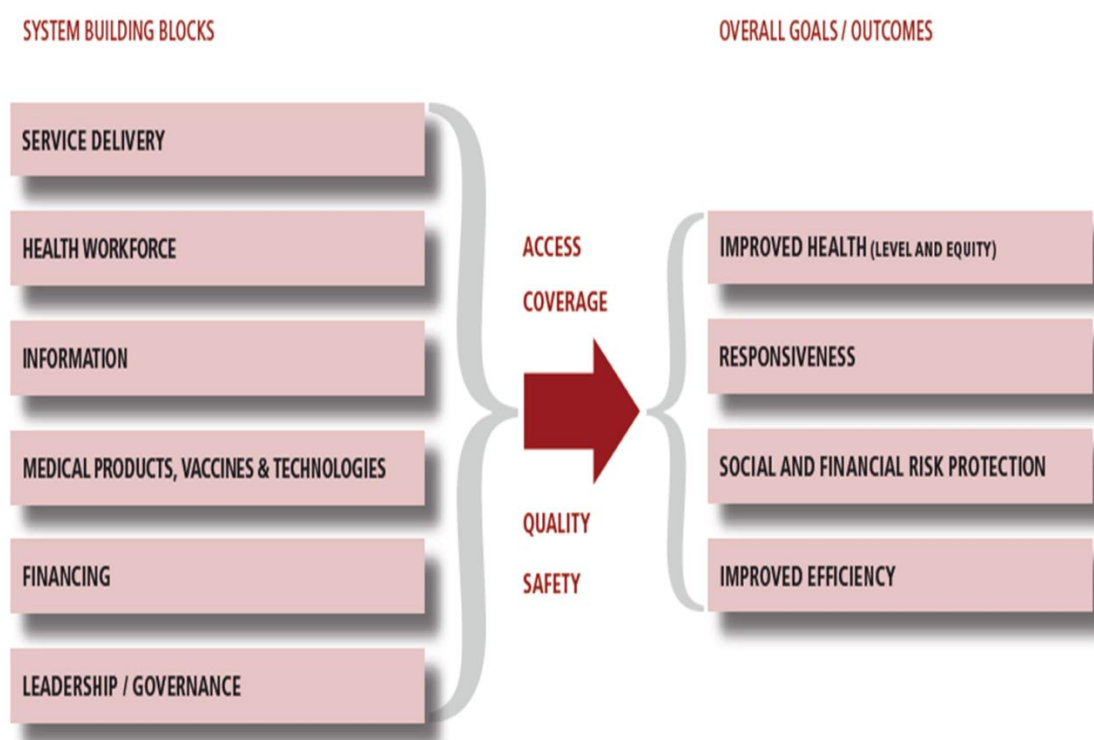 SYSTEM BUILDING BLOCKS
OVERALL GOALS / OUTCOMES
SERVICE DELIVERY
HEALTH WORKFORCE
INFORMATION
MEDICAL PRODUCTS, VACCINES & TECHNOLOGIES
FINANCING
LEADERSHIP / GOVERNANCE
ACCESS
COVERAGE
QUALITY
SAFETY
IMPROVED HEALTH (LEVEL AND EQUITY)
RESPONSIVENESS
SOCIAL AND FINANCIAL RISK PROTECTION
IMPROVED EFFICIENCY